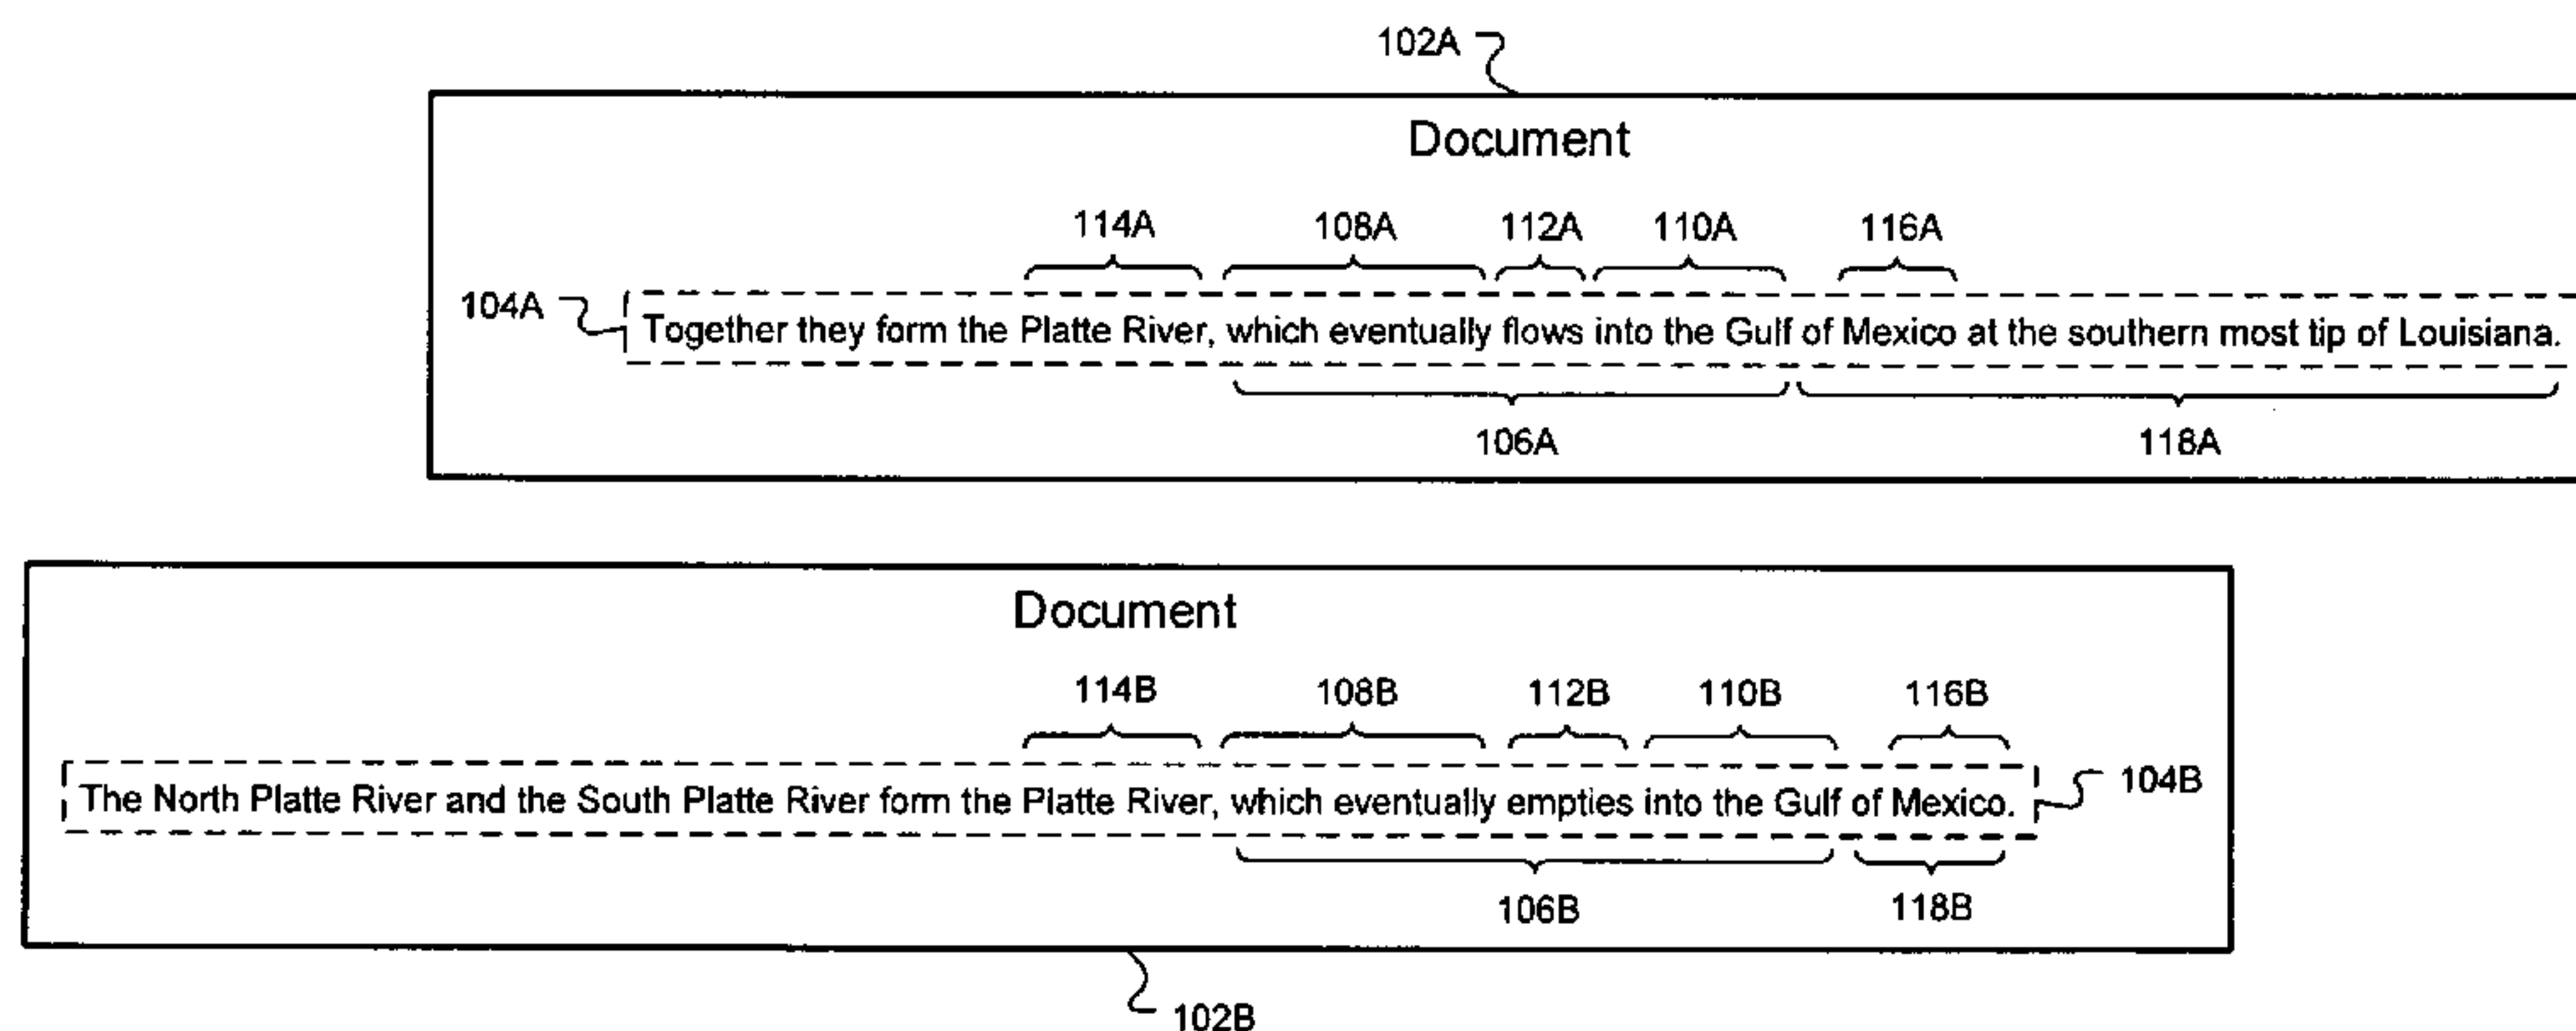 102A
Document
114A 108A 112A 110A 116A
104A
Together they form the Platte River, which eventually flows into the Gulf of Mexico at the southern most tip of Louisiana.
106A 118A
Document
114B 108B 112B 110B 116B
The North Platte River and the South Platte River form the Platte River, which eventually empties into the Gulf of Mexico.
104B
106B 118B
102B